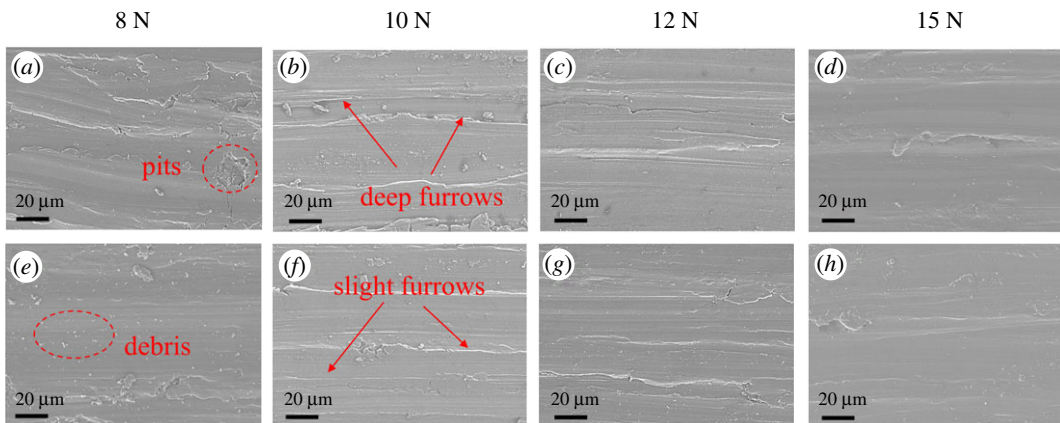 8 N 10 N 12 N 15 N
(a) (b) (c) (d)
pits
deep furrows
20 µm 20 µm 20 µm 20 µm
(e) (f) (g) (h)
slight furrows
debris
20 µm 20 µm 20 µm 20 µm